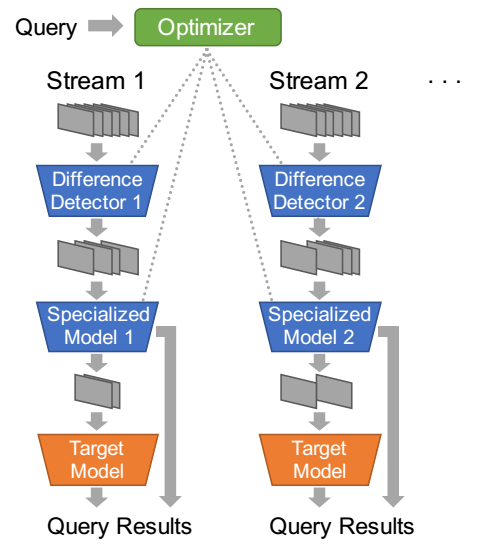 Query
Optimizer
Stream 1
Stream 2
. . .
Difference
Detector 1
Difference
Detector 2
Specialized
Model 1
Specialized
Model 2
Target
Model
Target
Model
Query Results
Query Results